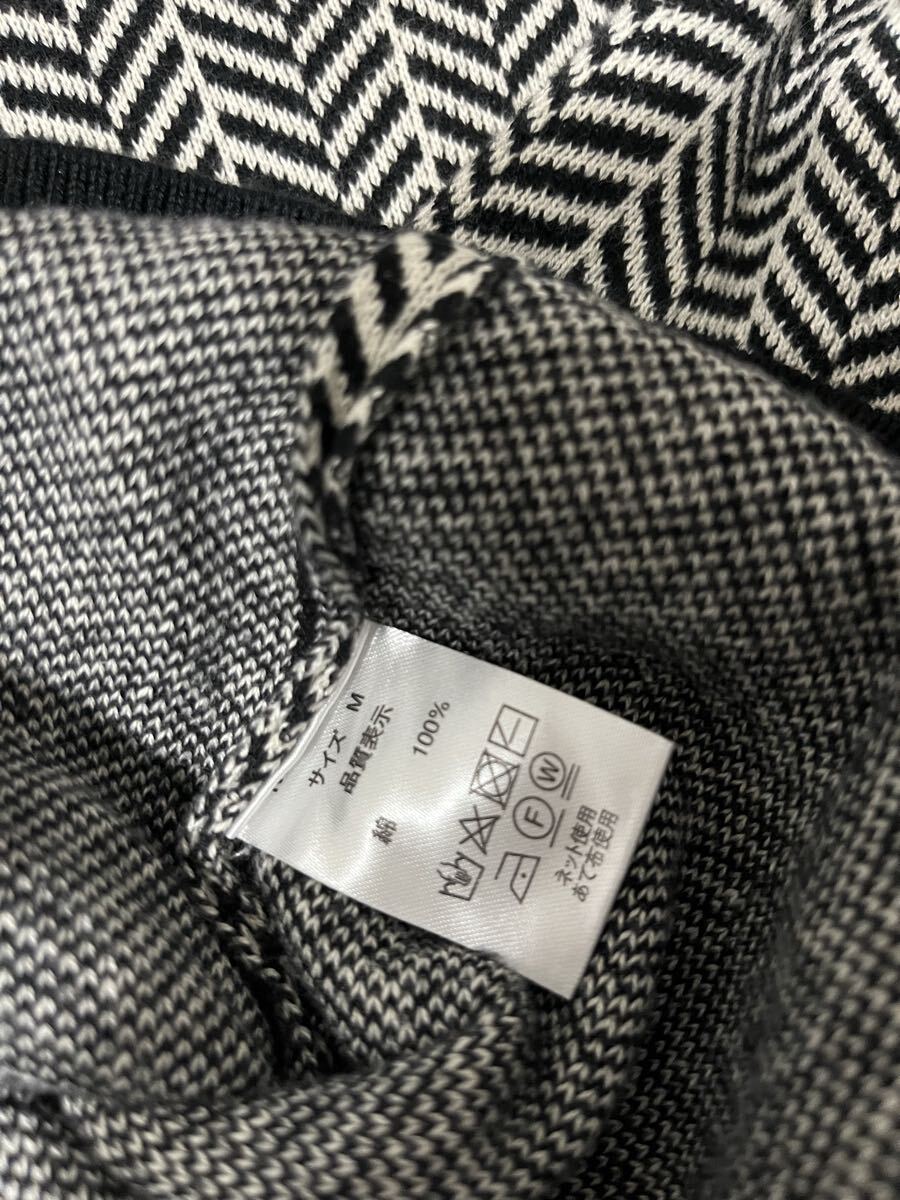 サイズ M
品質表示
綿 100%
F W
ネット使用
あて布使用